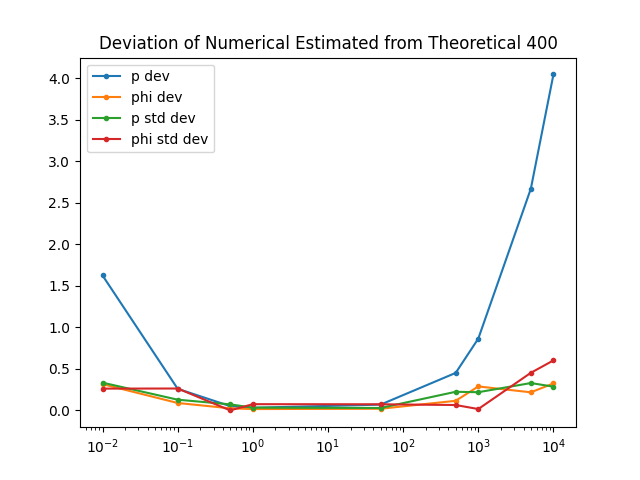 Deviation of Numerical Estimated from Theoretical 400
p dev
phi dev
p std dev
phi std dev
4.0
3.5
3.0
2.5
2.0
1.5
1.0
0.5
0.0
10⁻² 10⁻¹ 10⁰ 10¹ 10² 10³ 10⁴